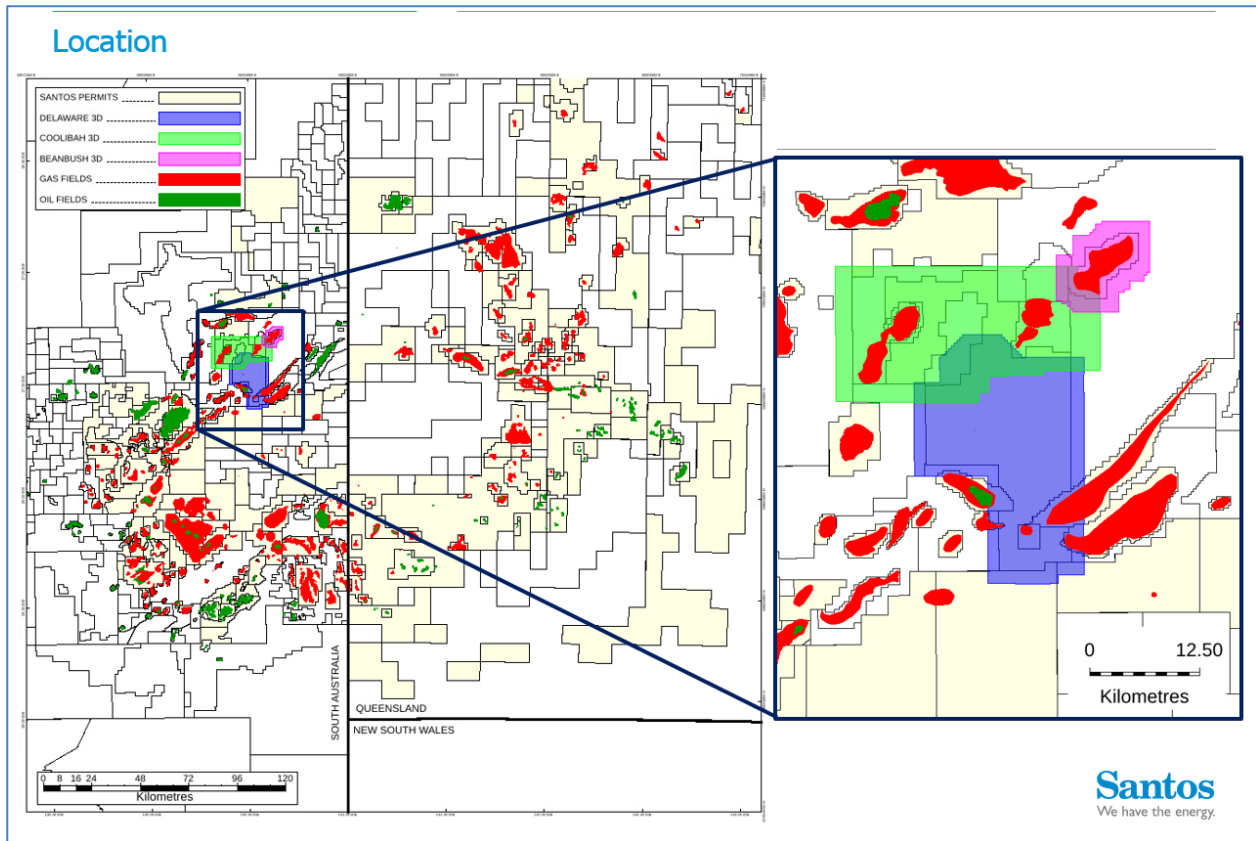 Location
SANTOS PERMITS
DELAWARE 3D
COOLIBAH 3D
BEANBUSH 3D
GAS FIELDS
OIL FIELDS
SOUTH AUSTRALIA
QUEENSLAND
NEW SOUTH WALES
0 8 16 24 48 72 96 120
Kilometres
0 12.50
Kilometres
Santos
We have the energy.